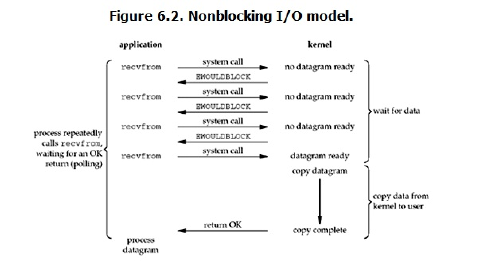 Figure 6.2. Nonblocking I/O model.
application
kernel
system call
recvfrom
no datagram ready
EWOULDBLOCK
system call
recvfrom
no datagram ready
EWOULDBLOCK
system call
recvfrom
no datagram ready
EWOULDBLOCK
system call
recvfrom
datagram ready
wait for data
process repeatedly
calls recvfrom,
waiting for an OK
return (polling)
copy datagram
copy data from
kernel to user
return OK
copy complete
process
datagram